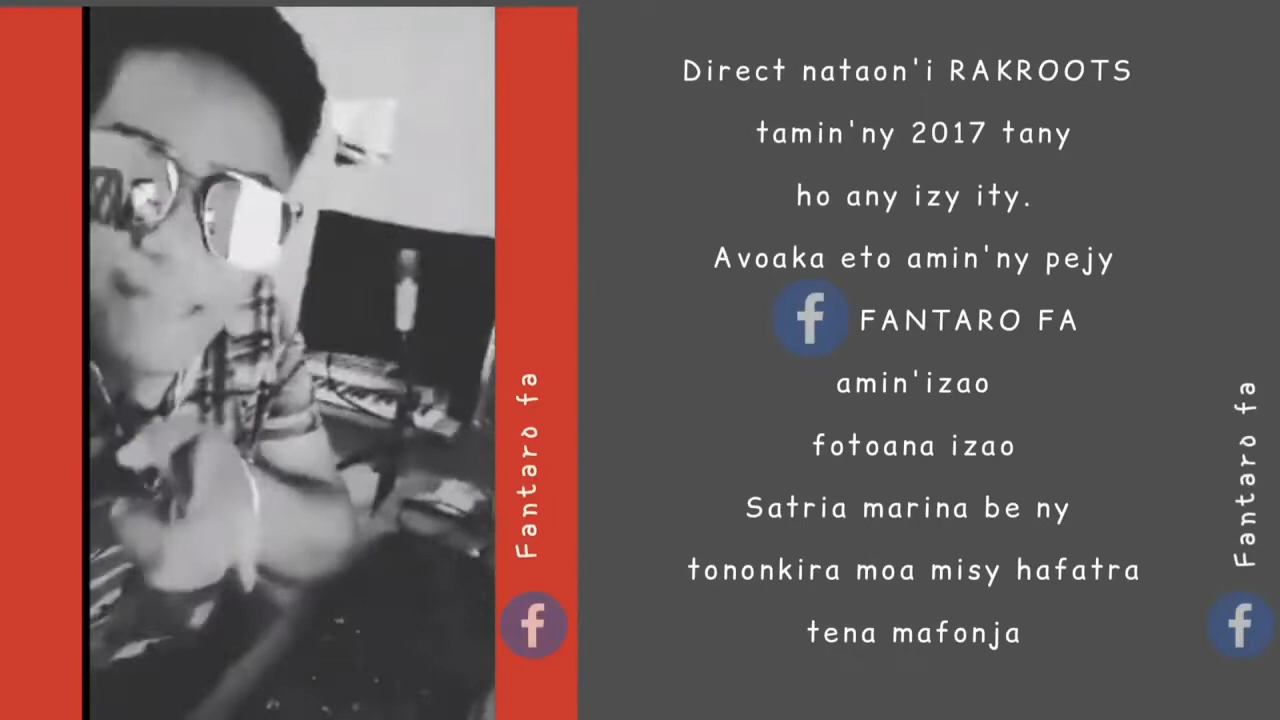 Direct nataon'i RAKROOTS
tamin'ny 2017 tany
ho any izy ity.
Avoaka eto amin'ny pejy
f FANTARO FA
amin'izao
fotoana izao
Satria marina be ny
tononkira moa misy hafatra
tena mafonja
Fantaro fa
f
Fantaro fa
f